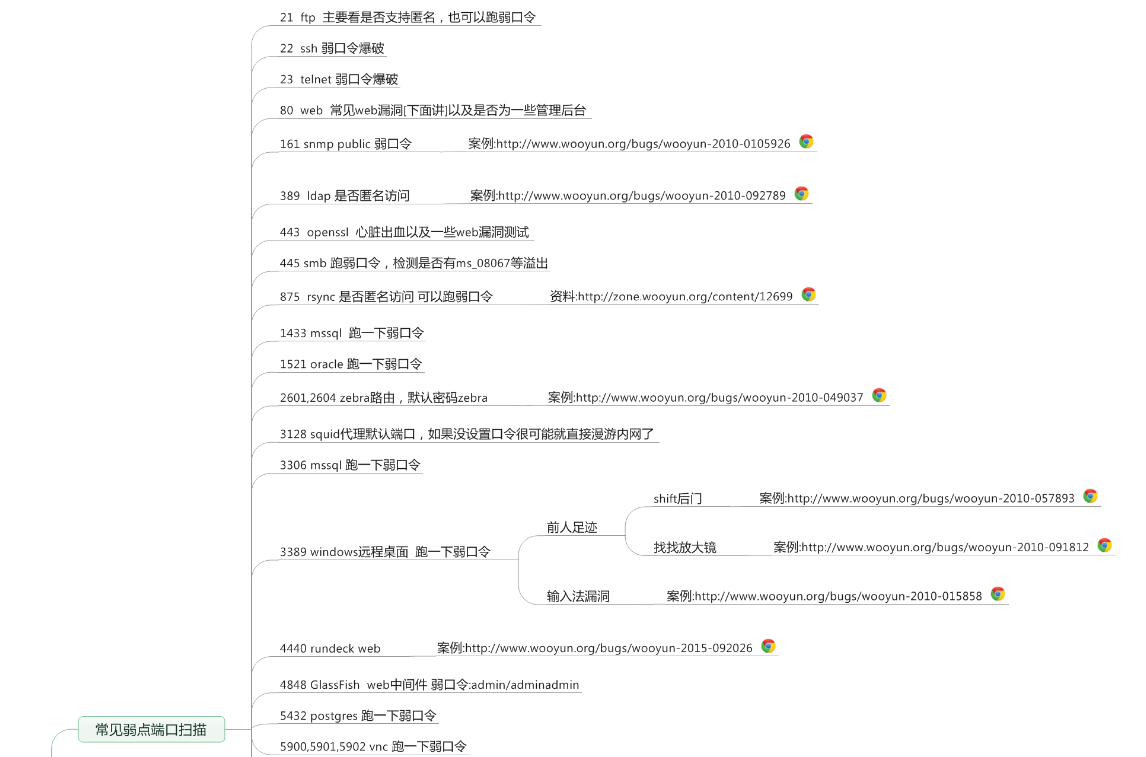 21 ftp 主要看是否支持匿名，也可以跑弱口令
22 ssh 弱口令爆破
23 telnet 弱口令爆破
80 web 常见web漏洞[下面讲]以及是否为一些管理后台
161 snmp public 弱口令 案例:http://www.wooyun.org/bugs/wooyun-2010-0105926
389 ldap 是否匿名访问 案例:http://www.wooyun.org/bugs/wooyun-2010-092789
443 openssl 心脏出血以及一些web漏洞测试
445 smb 跑弱口令，检测是否有ms_08067等溢出
875 rsync 是否匿名访问 可以跑弱口令 资料:http://zone.wooyun.org/content/12699
1433 mssql 跑一下弱口令
1521 oracle 跑一下弱口令
2601,2604 zebra路由，默认密码zebra 案例:http://www.wooyun.org/bugs/wooyun-2010-049037
3128 squid代理默认端口，如果没设置口令很可能就直接漫游内网了
3306 mssql 跑一下弱口令
shift后门 案例:http://www.wooyun.org/bugs/wooyun-2010-057893
前人足迹
找找放大镜 案例:http://www.wooyun.org/bugs/wooyun-2010-091812
3389 windows远程桌面 跑一下弱口令
输入法漏洞 案例:http://www.wooyun.org/bugs/wooyun-2010-015858
4440 rundeck web 案例:http://www.wooyun.org/bugs/wooyun-2015-092026
4848 GlassFish web中间件 弱口令:admin/adminadmin
5432 postgres 跑一下弱口令
常见弱点端口扫描
5900,5901,5902 vnc 跑一下弱口令